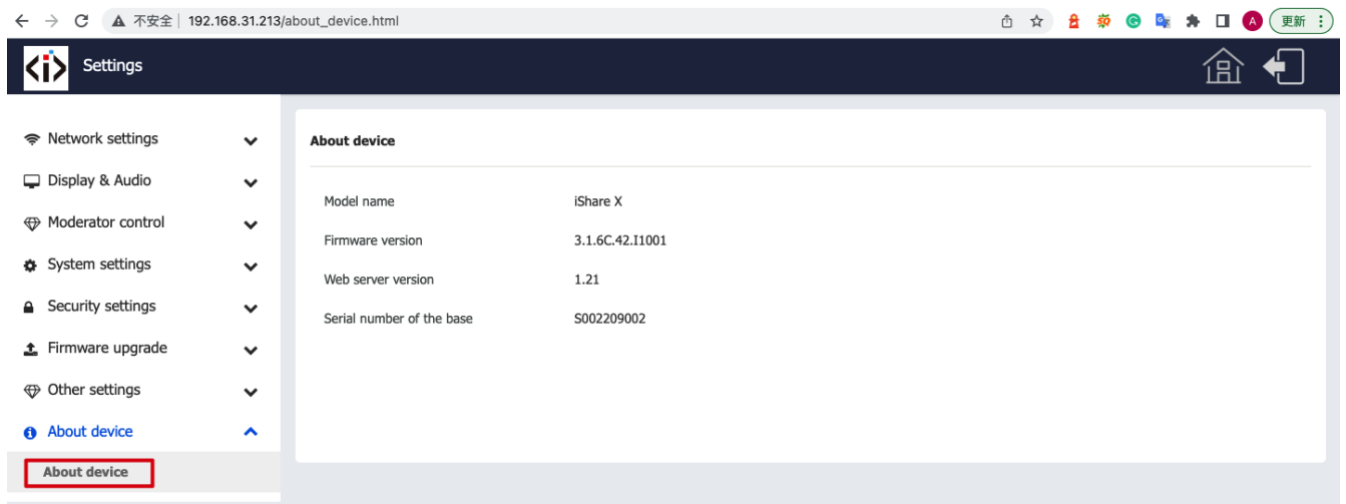 不安全 192.168.31.213/about_device.html A 更新
<i> Settings
Network settings
Display & Audio
Moderator control
System settings
Security settings
Firmware upgrade
Other settings
About device
About device
About device
Model name iShare X
Firmware version 3.1.6C.42.I1001
Web server version 1.21
Serial number of the base S002209002